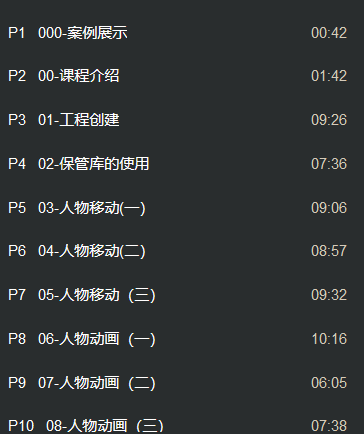 P1 000-案例展示 00:42
P2 00-课程介绍 01:42
P3 01-工程创建 09:26
P4 02-保管库的使用 07:36
P5 03-人物移动(一) 09:06
P6 04-人物移动(二) 08:57
P7 05-人物移动（三） 09:32
P8 06-人物动画（一） 10:16
P9 07-人物动画（二） 06:05
P10 08-人物动画（三） 07:38